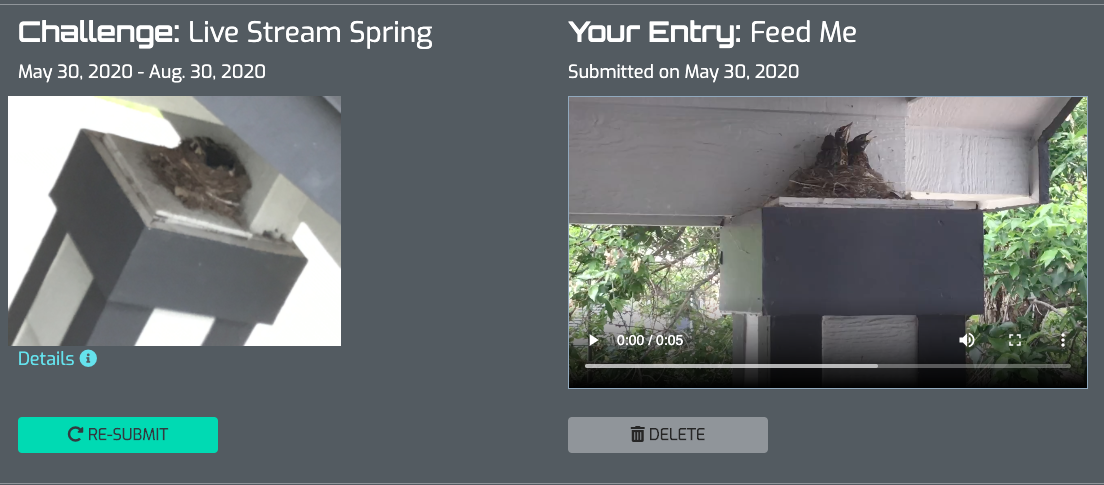 Challenge: Live Stream Spring
May 30, 2020 - Aug. 30, 2020
Details
RE-SUBMIT
Your Entry: Feed Me
Submitted on May 30, 2020
0:00 / 0:05
DELETE